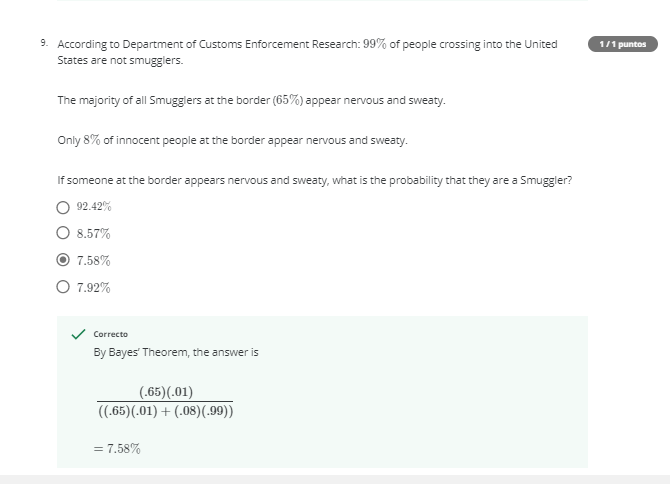 9. According to Department of Customs Enforcement Research: 99% of people crossing into the United
States are not smugglers.
1 / 1 puntos
The majority of all Smugglers at the border (65%) appear nervous and sweaty.
Only 8% of innocent people at the border appear nervous and sweaty.
If someone at the border appears nervous and sweaty, what is the probability that they are a Smuggler?
92.42%
8.57%
7.58%
7.92%
Correcto
By Bayes' Theorem, the answer is
(.65)(.01)
((.65)(.01) + (.08)(.99))
= 7.58%